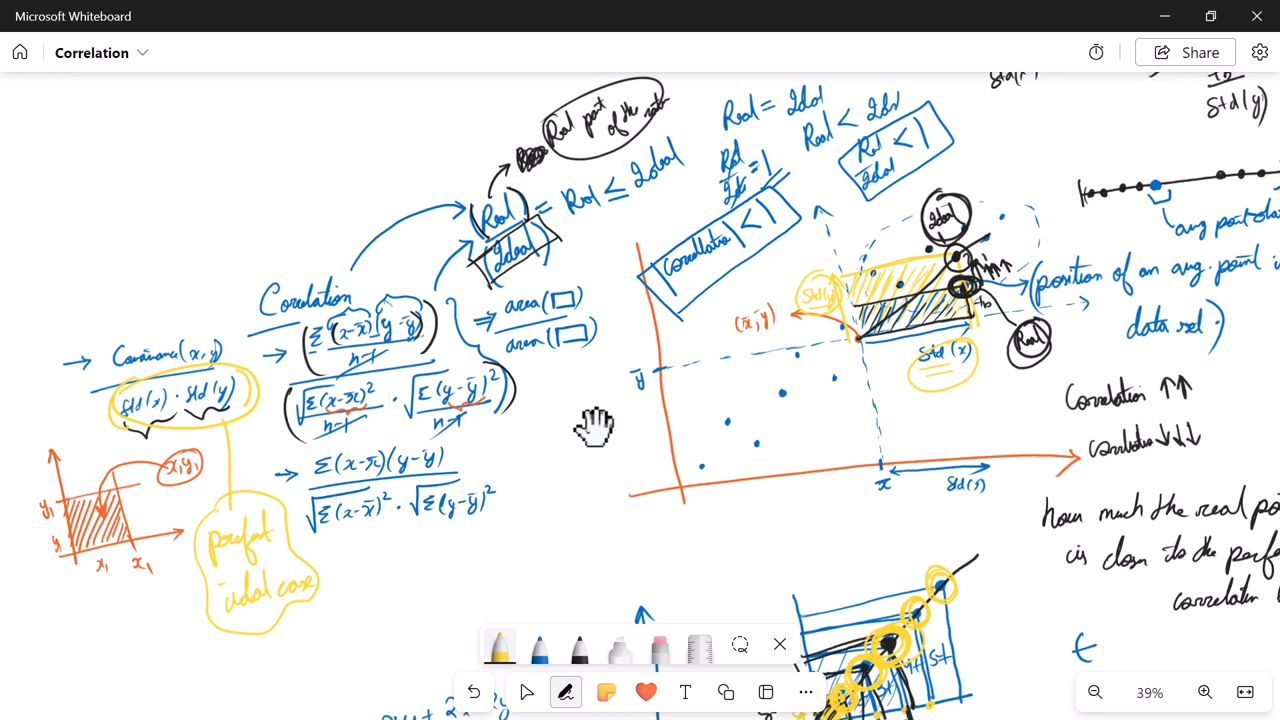 Microsoft Whiteboard
Correlation
Share
Std(y)
Real part
of the
Real = Ideal
Real < Ideal
Real / Ideal = 1
Real / Ideal < 1
(Real) / (Ideal) = Real ≤ Ideal
|correlation| < 1
Ideal
avg point
Correlation
Σ(x-x̄)(y-ȳ) / n-1
√Σ(x-x̄)² / n-1 · √Σ(y-ȳ)² / n-1
⇒ area(▭)
area(▭)
→ Covariance(x,y)
Std(x) · Std(y)
→ Σ(x-x̄)(y-ȳ)
√Σ(x-x̄)² · √Σ(y-ȳ)²
Std(y)
(x̄,ȳ)
Std(x)
Real
(position of an avg. point i
data set.)
ȳ
x̄
Correlation ↑↑
correlation ↓↓↓
x₁y₁
y₁
x₁
x₁
perfect
ideal case
how much the real po
is close to the perfe
correlation
39%